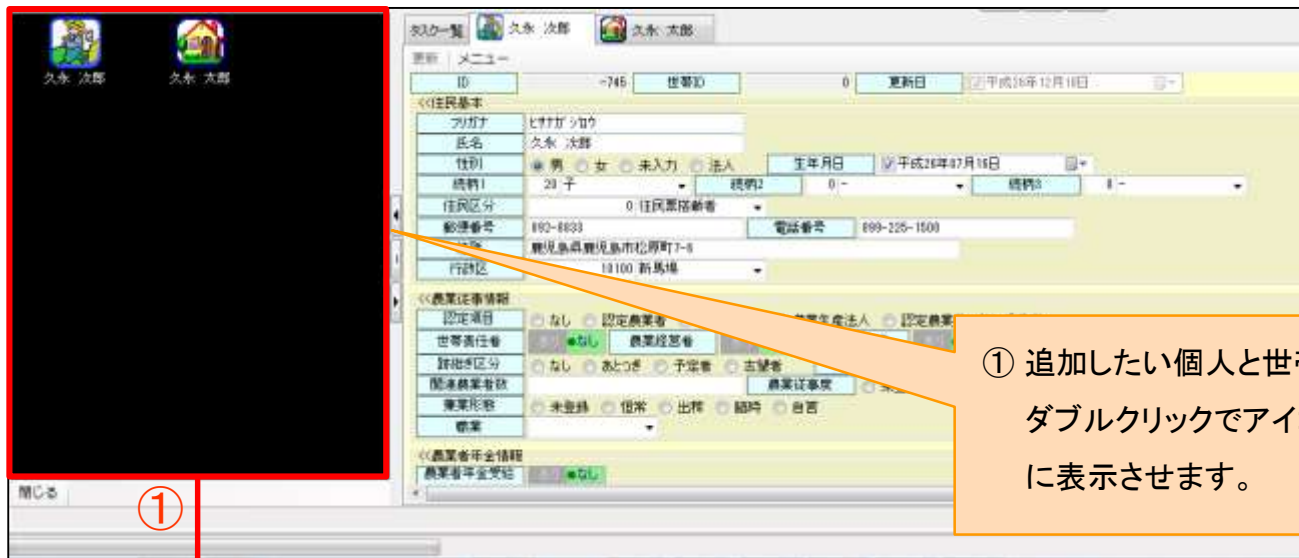 久永 次郎
久永 太郎
タスク一覧 久永 次郎 久永 太郎
更新 メニュー
ID -745 世帯ID 0 更新日 平成26年12月18日
<<住民基本
フリガナ ヒサナガ ジロウ
氏名 久永 次郎
性別 男 女 未入力 法人 生年月日 平成26年07月16日
続柄1 20 子 続柄2 0 - 続柄3 0 -
住民区分 0 住民票搭載者
郵便番号 892-0833 電話番号 099-225-1500
鹿児島県鹿児島市松原町7-6
行政区 10100 新馬場
<<農業従事情報
認定項目 なし 認定農業者 農業生産法人 認定農業
世帯責任者 なし 農業経営者
跡継ぎ区分 なし あとつぎ 予定者 志望者
関連農業者数 農業従事度
兼業形態 未登録 恒常 出稼 臨時 自営
職業
<<農業者年金情報
農業者年金受給 なし
閉じる
①
① 追加したい個人と世帯
ダブルクリックでアイ
に表示させます。